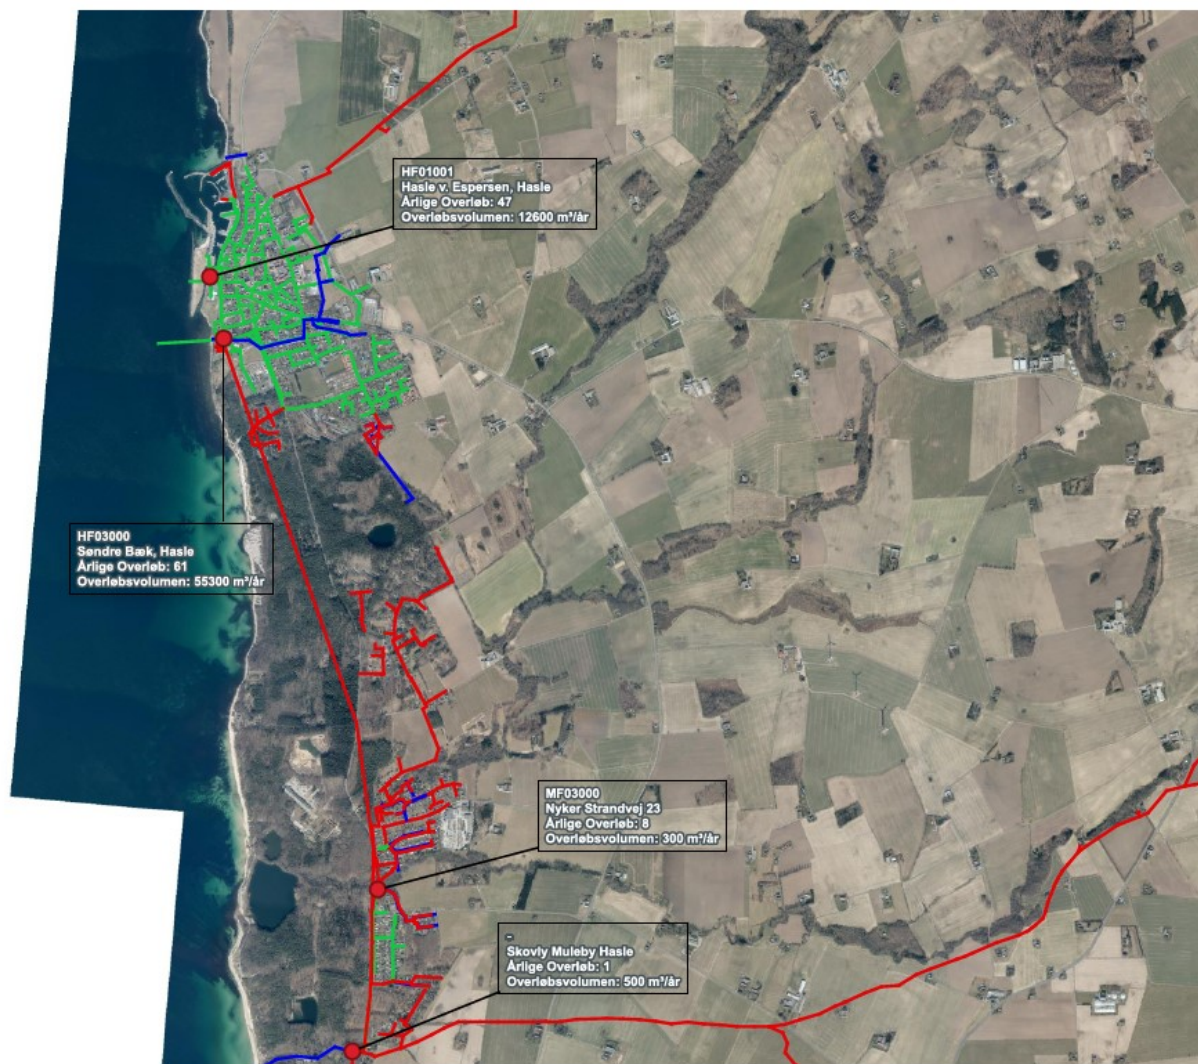 HF01001
Hasle v. Espersen, Hasle
Årlige Overløb: 47
Overløbsvolumen: 12600 m³/år
HF03000
Søndre Bæk, Hasle
Årlige Overløb: 61
Overløbsvolumen: 55300 m³/år
MF03000
Nyker Strandvej 23
Årlige Overløb: 8
Overløbsvolumen: 300 m³/år
-
Skovly Muleby Hasle
Årlige Overløb: 1
Overløbsvolumen: 500 m³/år